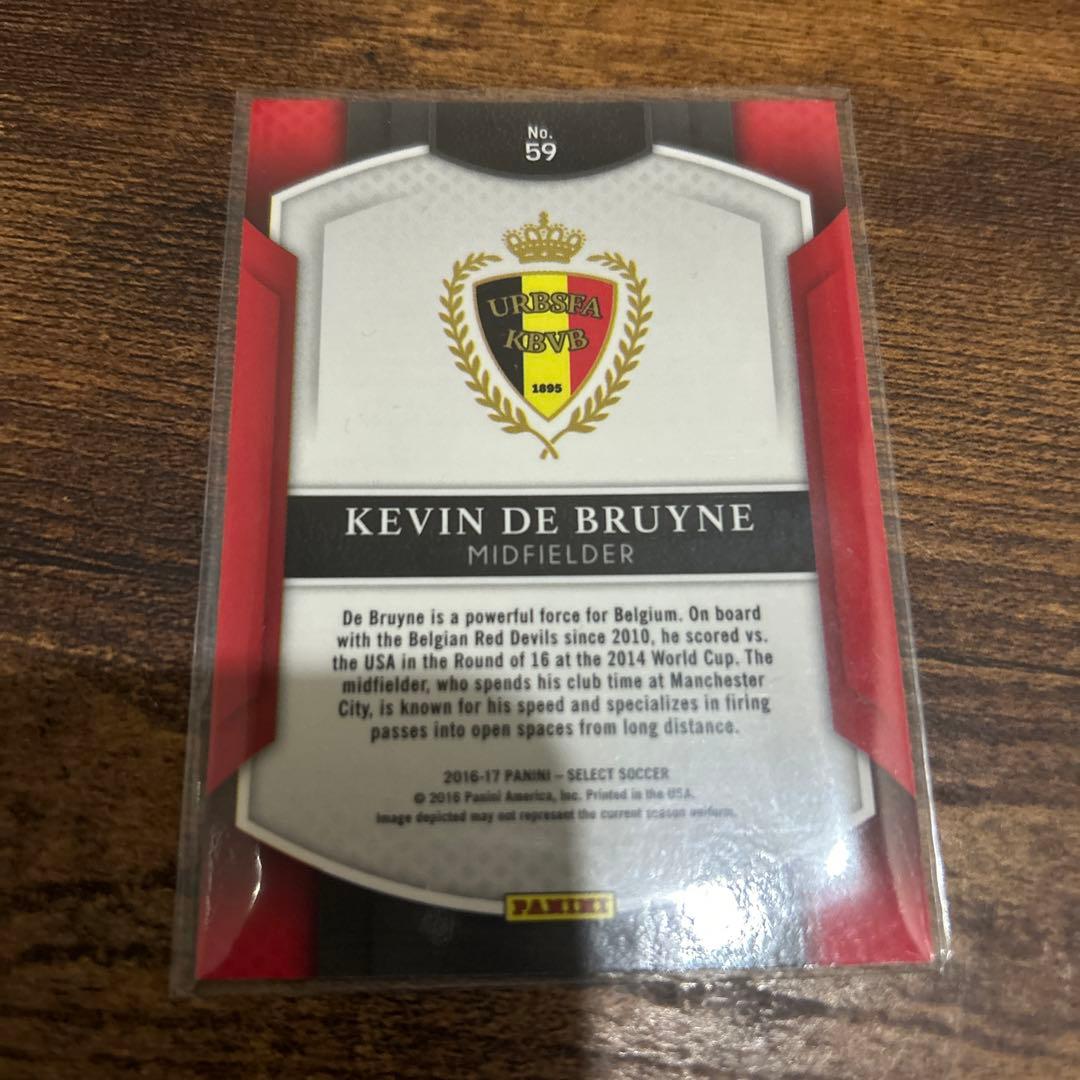 No.
59
URBSFA
KBVB
1895
KEVIN DE BRUYNE
MIDFIELDER
De Bruyne is a powerful force for Belgium. On board
with the Belgian Red Devils since 2010, he scored vs.
the USA in the Round of 16 at the 2014 World Cup. The
midfielder, who spends his club time at Manchester
City, is known for his speed and specializes in firing
passes into open spaces from long distance.
2016-17 PANINI – SELECT SOCCER
© 2016 Panini America, Inc. Printed in the USA.
Image depicted may not represent the current season uniform.
PANINI